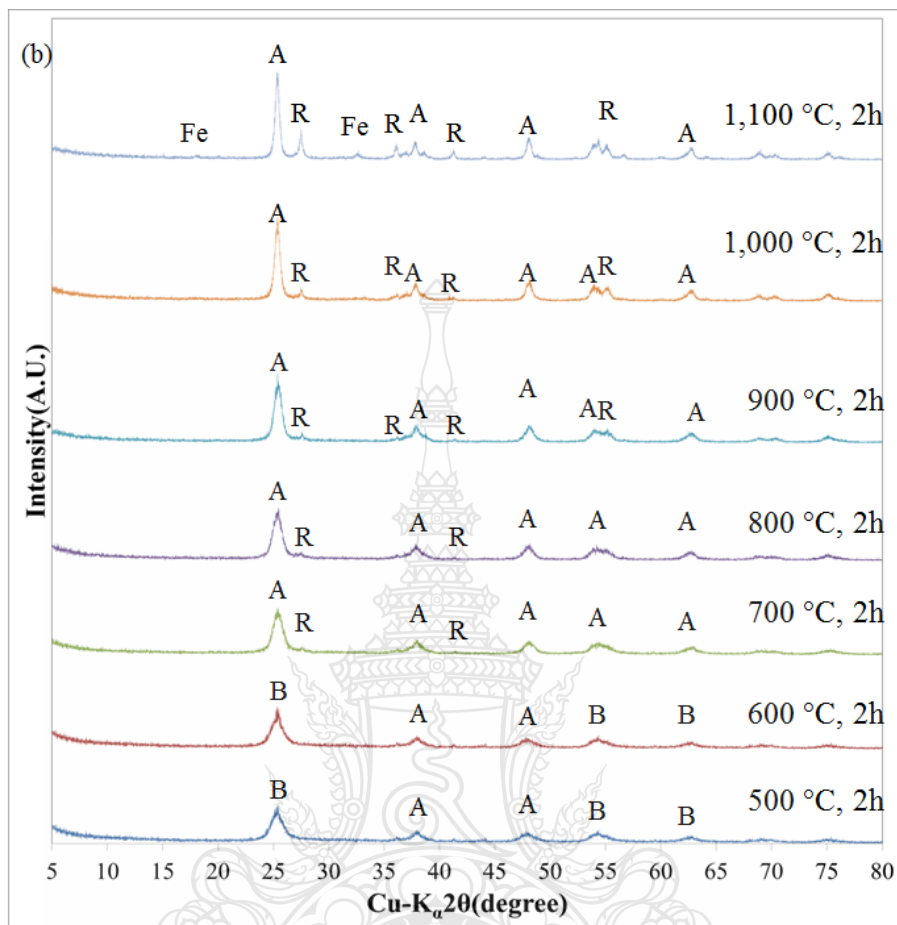 (b)
A
R
Fe
Fe
R
A
R
A
R
A
1,100 °C, 2h
A
R
R
A
R
A
A
R
A
1,000 °C, 2h
A
R
R
A
R
A
A
R
A
900 °C, 2h
A
R
A
R
A
A
A
800 °C, 2h
A
R
A
R
A
A
A
700 °C, 2h
B
A
A
B
B
600 °C, 2h
B
A
A
B
B
500 °C, 2h
Intensity(A.U.)
5 10 15 20 25 30 35 40 45 50 55 60 65 70 75 80
Cu-Kα2θ(degree)